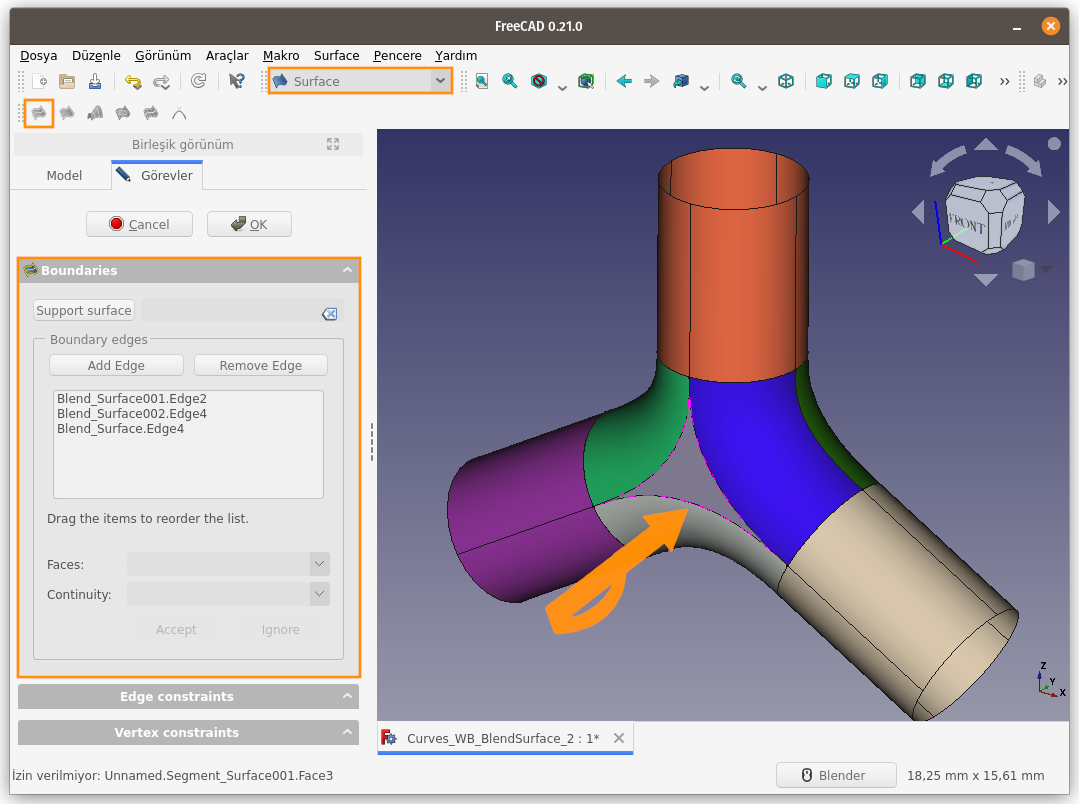 FreeCAD 0.21.0
Dosya Düzenle Görünüm Araçlar Makro Surface Pencere Yardım
Surface
Birleşik görünüm
Model Görevler
Cancel OK
Boundaries
Support surface
Boundary edges
Add Edge Remove Edge
Blend_Surface001.Edge2
Blend_Surface002.Edge4
Blend_Surface.Edge4
Drag the items to reorder the list.
Faces:
Continuity:
Accept Ignore
Edge constraints
Vertex constraints
FRONT
Z
Y
X
Curves_WB_BlendSurface_2 : 1*
İzin verilmiyor: Unnamed.Segment_Surface001.Face3
Blender 18,25 mm x 15,61 mm